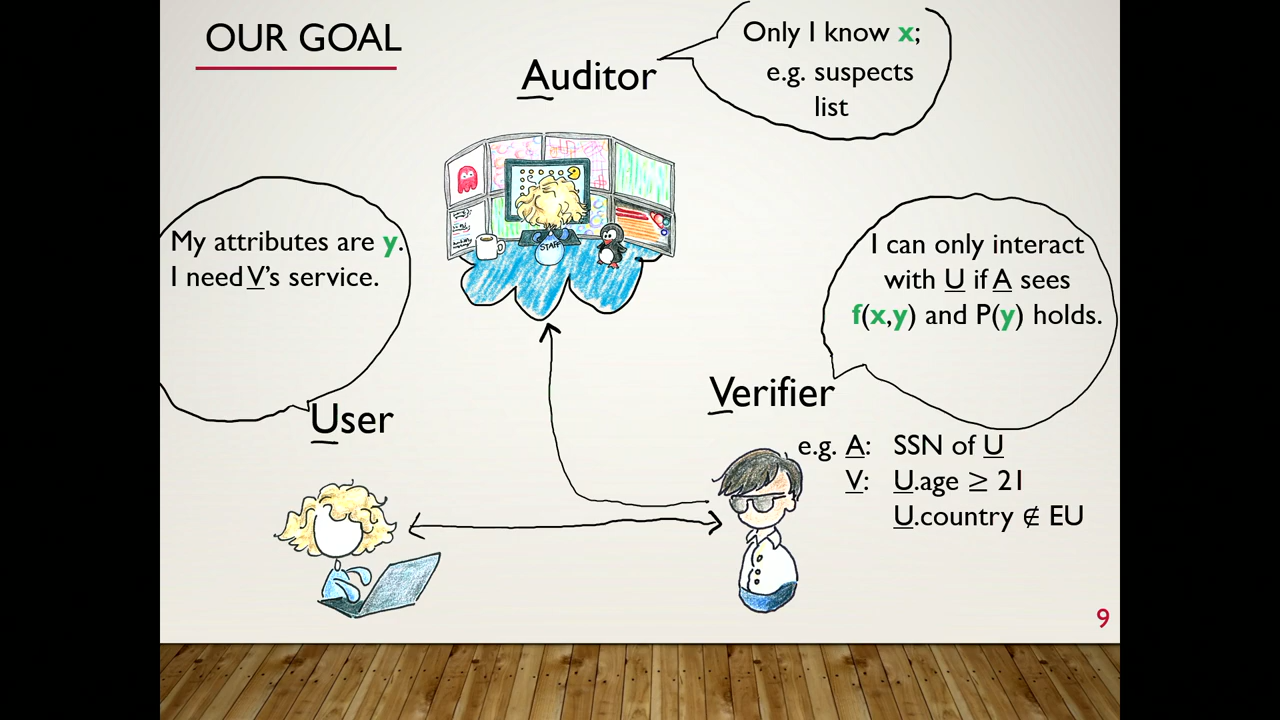 OUR GOAL
Only I know x;
e.g. suspects
list
Auditor
STAFF
My attributes are y.
I need V's service.
I can only interact
with U if A sees
f(x,y) and P(y) holds.
User
Verifier
e.g. A: SSN of U
V: U.age ≥ 21
U.country ∉ EU
9